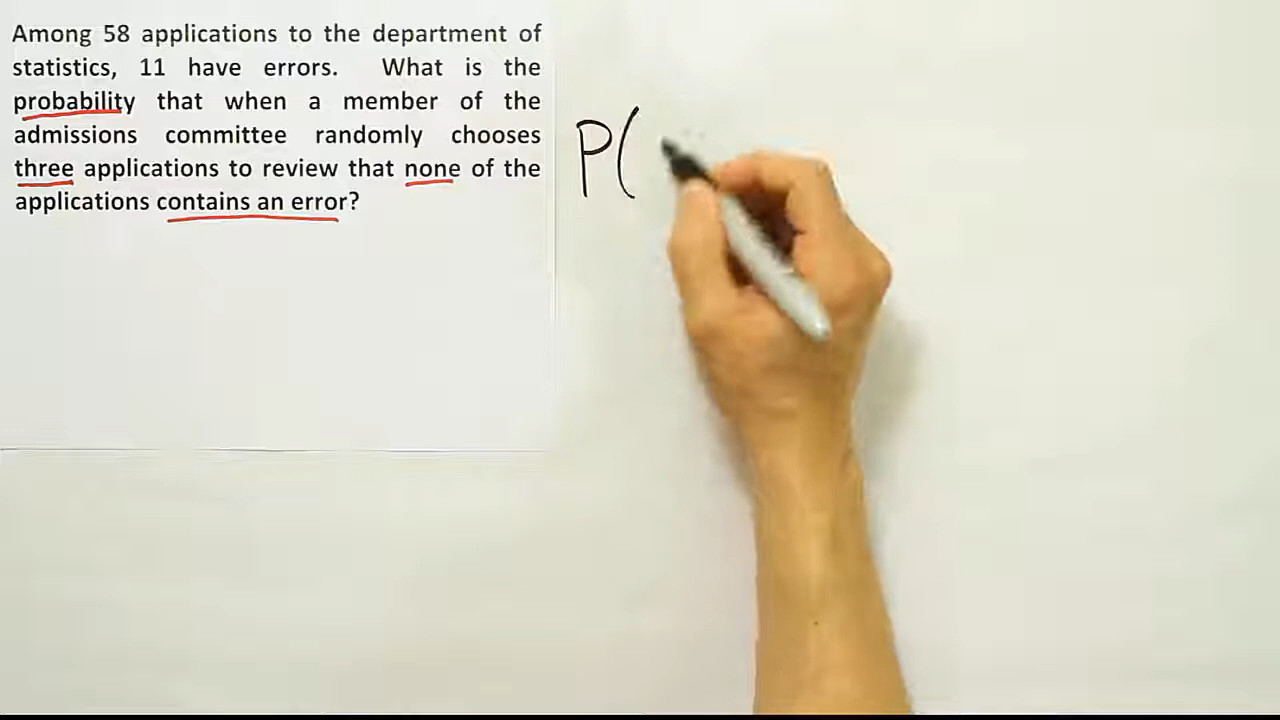 Among 58 applications to the department of
statistics, 11 have errors. What is the
probability that when a member of the
admissions committee randomly chooses
three applications to review that none of the
applications contains an error?
P(